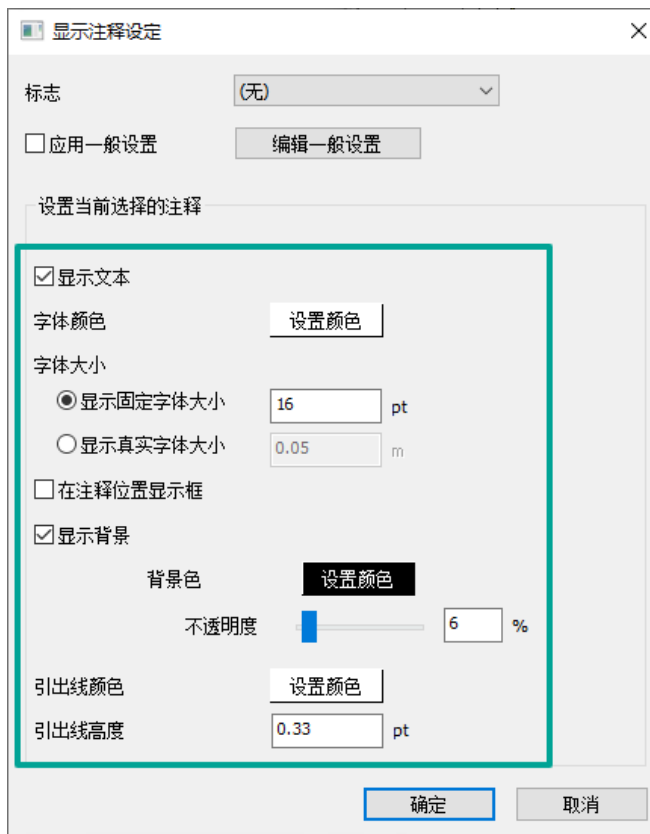 显示注释设定
标志 (无)
应用一般设置 编辑一般设置
设置当前选择的注释
显示文本
字体颜色 设置颜色
字体大小
显示固定字体大小 16 pt
显示真实字体大小 0.05 m
在注释位置显示框
显示背景
背景色 设置颜色
不透明度 6 %
引出线颜色 设置颜色
引出线高度 0.33 pt
确定 取消